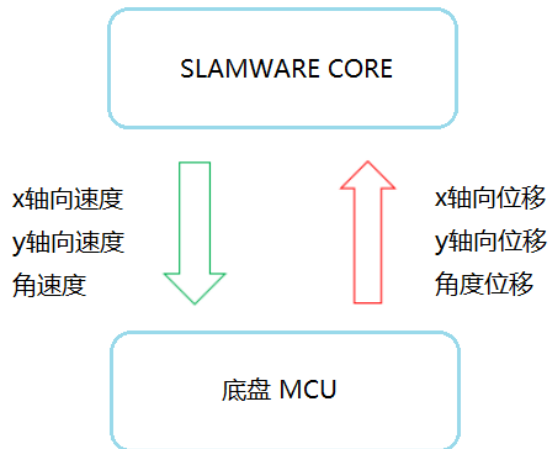 SLAMWARE CORE
x轴向速度
y轴向速度
角速度
x轴向位移
y轴向位移
角度位移
底盘 MCU